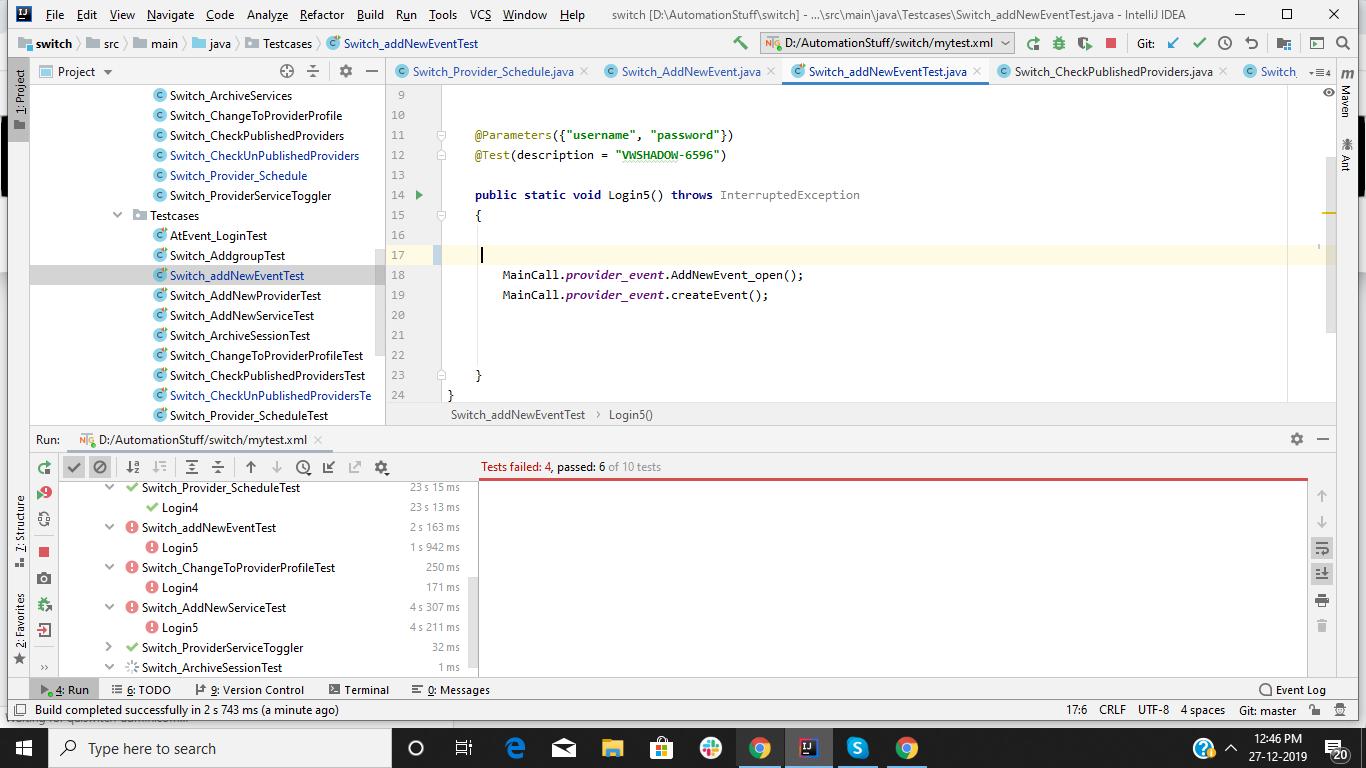 File Edit View Navigate Code Analyze Refactor Build Run Tools VCS Window Help switch [D:\AutomationStuff\switch] - ...\src\main\java\Testcases\Switch_addNewEventTest.java - IntelliJ IDEA
switch src main java Testcases Switch_addNewEventTest D:/AutomationStuff/switch/mytest.xml Git:
Project Switch_Provider_Schedule.java Switch_AddNewEvent.java Switch_addNewEventTest.java Switch_CheckPublishedProviders.java Switch_ 4
1: Project
Maven
Ant
7: Structure
2: Favorites
Switch_ArchiveServices
Switch_ChangeToProviderProfile
Switch_CheckPublishedProviders
Switch_CheckUnPublishedProviders
Switch_Provider_Schedule
Switch_ProviderServiceToggler
Testcases
AtEvent_LoginTest
Switch_AddgroupTest
Switch_addNewEventTest
Switch_AddNewProviderTest
Switch_AddNewServiceTest
Switch_ArchiveSessionTest
Switch_ChangeToProviderProfileTest
Switch_CheckPublishedProvidersTest
Switch_CheckUnPublishedProvidersTe
Switch_Provider_ScheduleTest
9
10
11 @Parameters({"username", "password"})
12 @Test(description = "VWSHADOW-6596")
13
14 public static void Login5() throws InterruptedException
15 {
16
17
18 MainCall.provider_event.AddNewEvent_open();
19 MainCall.provider_event.createEvent();
20
21
22
23 }
24 }
Switch_addNewEventTest Login5()
Run: D:/AutomationStuff/switch/mytest.xml
Tests failed: 4, passed: 6 of 10 tests
Switch_Provider_ScheduleTest 23 s 15 ms
Login4 23 s 13 ms
Switch_addNewEventTest 2 s 163 ms
Login5 1 s 942 ms
Switch_ChangeToProviderProfileTest 250 ms
Login4 171 ms
Switch_AddNewServiceTest 4 s 307 ms
Login5 4 s 211 ms
Switch_ProviderServiceToggler 32 ms
Switch_ArchiveSessionTest 1 ms
4: Run 6: TODO 9: Version Control Terminal 0: Messages Event Log
Build completed successfully in 2 s 743 ms (a minute ago) 17:6 CRLF UTF-8 4 spaces Git: master
Type here to search
12:46 PM
27-12-2019
20